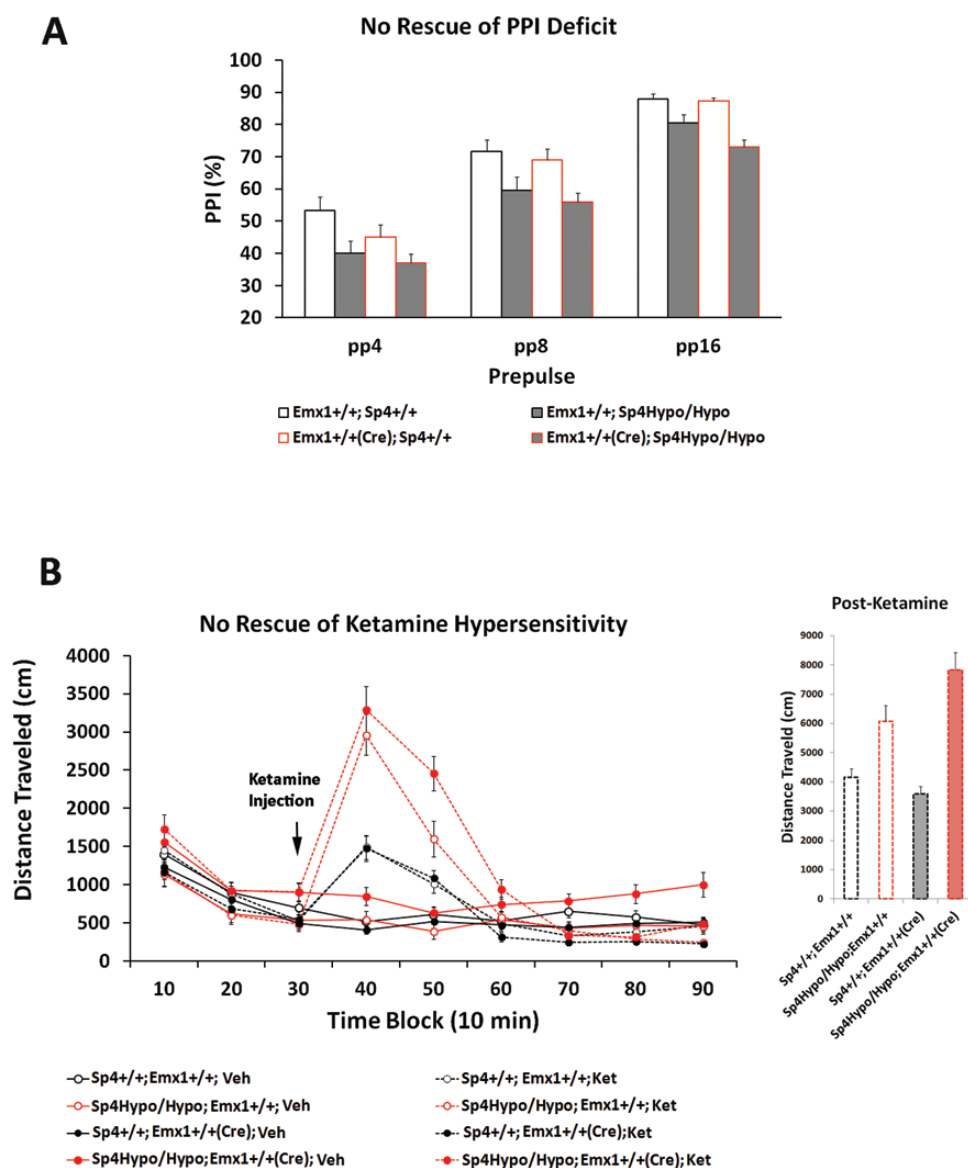 A
No Rescue of PPI Deficit
100
90
80
70
60
50
40
30
20
PPI (%)
pp4 pp8 pp16
Prepulse
Emx1+/+; Sp4+/+ Emx1+/+; Sp4Hypo/Hypo
Emx1+/+(Cre); Sp4+/+ Emx1+/+(Cre); Sp4Hypo/Hypo
B
No Rescue of Ketamine Hypersensitivity
4000
3500
3000
2500
2000
1500
1000
500
0
Distance Traveled (cm)
Ketamine
Injection
10 20 30 40 50 60 70 80 90
Time Block (10 min)
Post-Ketamine
9000
8000
7000
6000
5000
4000
3000
2000
1000
0
Distance Traveld (cm)
Sp4+/+; Emx1+/+
Sp4Hypo/Hypo;Emx1+/+
Sp4+/+; Emx1+/+(Cre)
Sp4Hypo/Hypo; Emx1+/+(Cre)
Sp4+/+;Emx1+/+; Veh Sp4+/+; Emx1+/+;Ket
Sp4Hypo/Hypo; Emx1+/+; Veh Sp4Hypo/Hypo; Emx1+/+; Ket
Sp4+/+; Emx1+/+(Cre); Veh Sp4+/+; Emx1+/+(Cre);Ket
Sp4Hypo/Hypo;Emx1+/+(Cre); Veh Sp4Hypo/Hypo; Emx1+/+(Cre); Ket